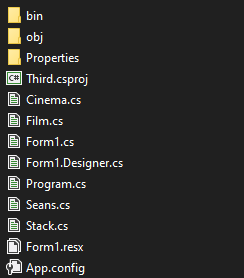 bin
obj
Properties
C# Third.csproj
Cinema.cs
Film.cs
Form1.cs
Form1.Designer.cs
Program.cs
Seans.cs
Stack.cs
Form1.resx
App.config